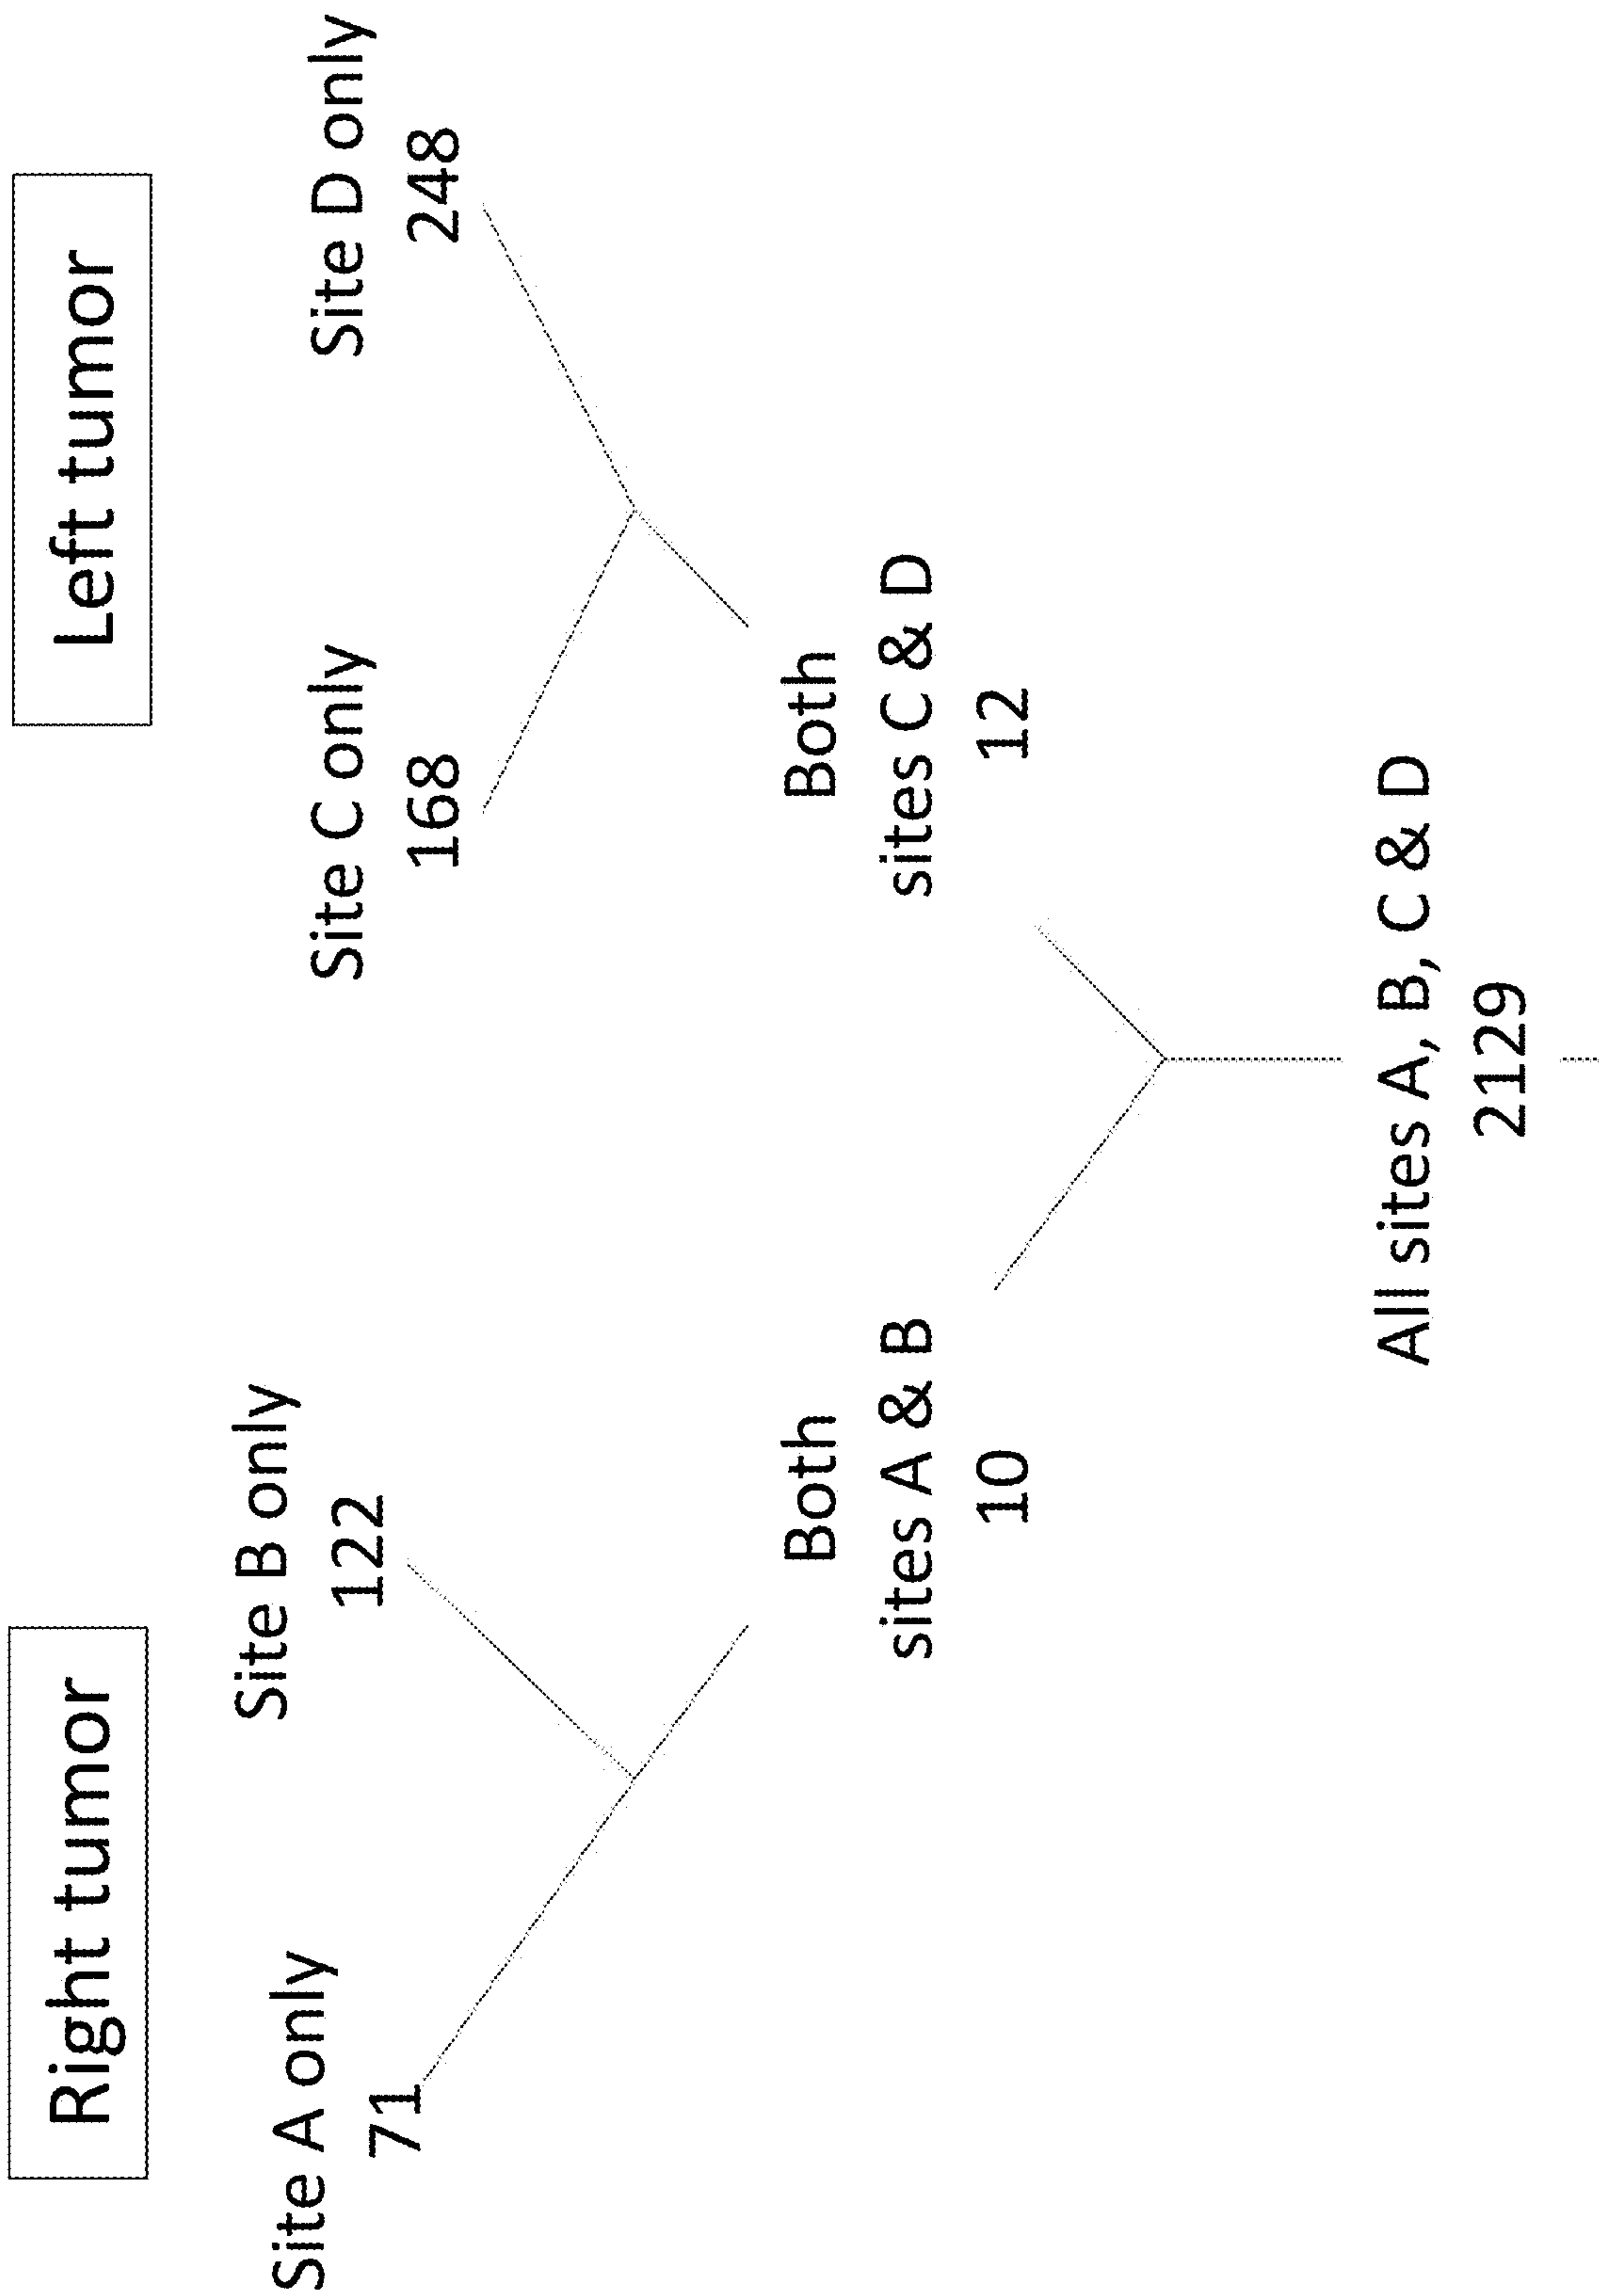 Right tumor
Left tumor
Site A only
71
Site B only
122
Site C only
168
Site D only
248
Both
sites A & B
10
Both
sites C & D
12
All sites A, B, C & D
2129